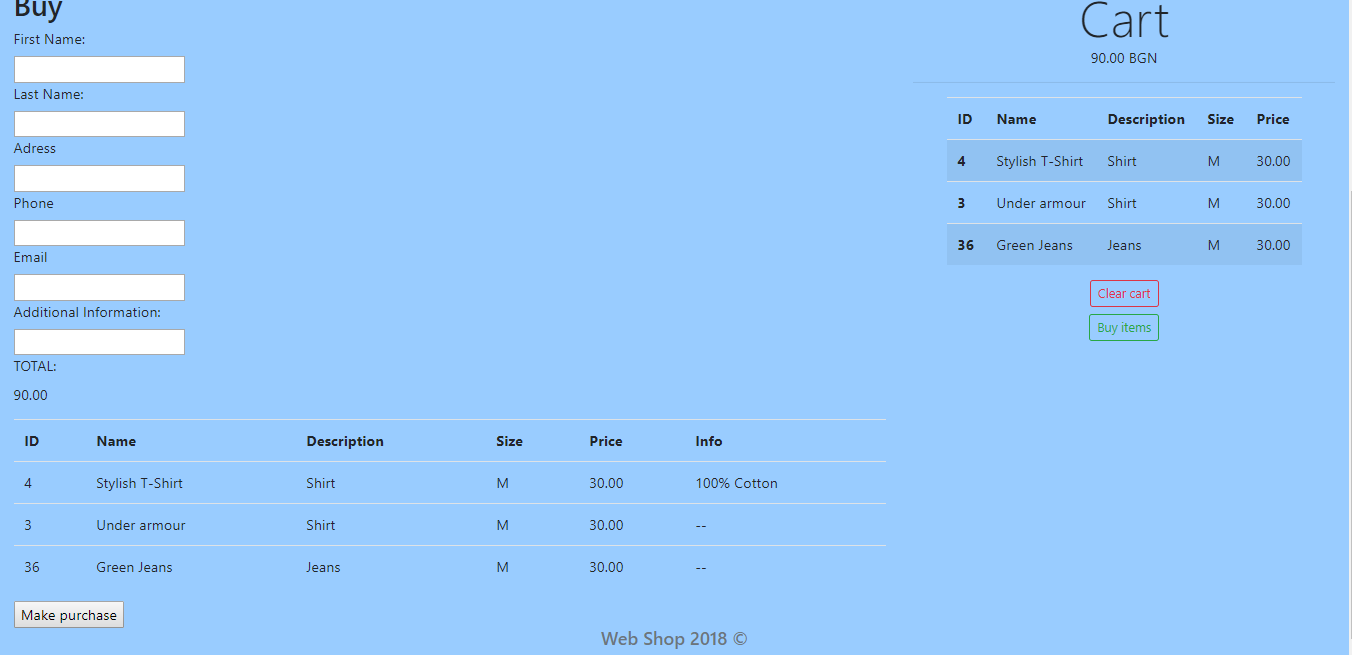 Buy
First Name:
Last Name:
Adress
Phone
Email
Additional Information:
TOTAL:
90.00
ID Name Description Size Price Info
4 Stylish T-Shirt Shirt M 30.00 100% Cotton
3 Under armour Shirt M 30.00 --
36 Green Jeans Jeans M 30.00 --
Make purchase
Cart
90.00 BGN
ID Name Description Size Price
4 Stylish T-Shirt Shirt M 30.00
3 Under armour Shirt M 30.00
36 Green Jeans Jeans M 30.00
Clear cart
Buy items
Web Shop 2018 ©